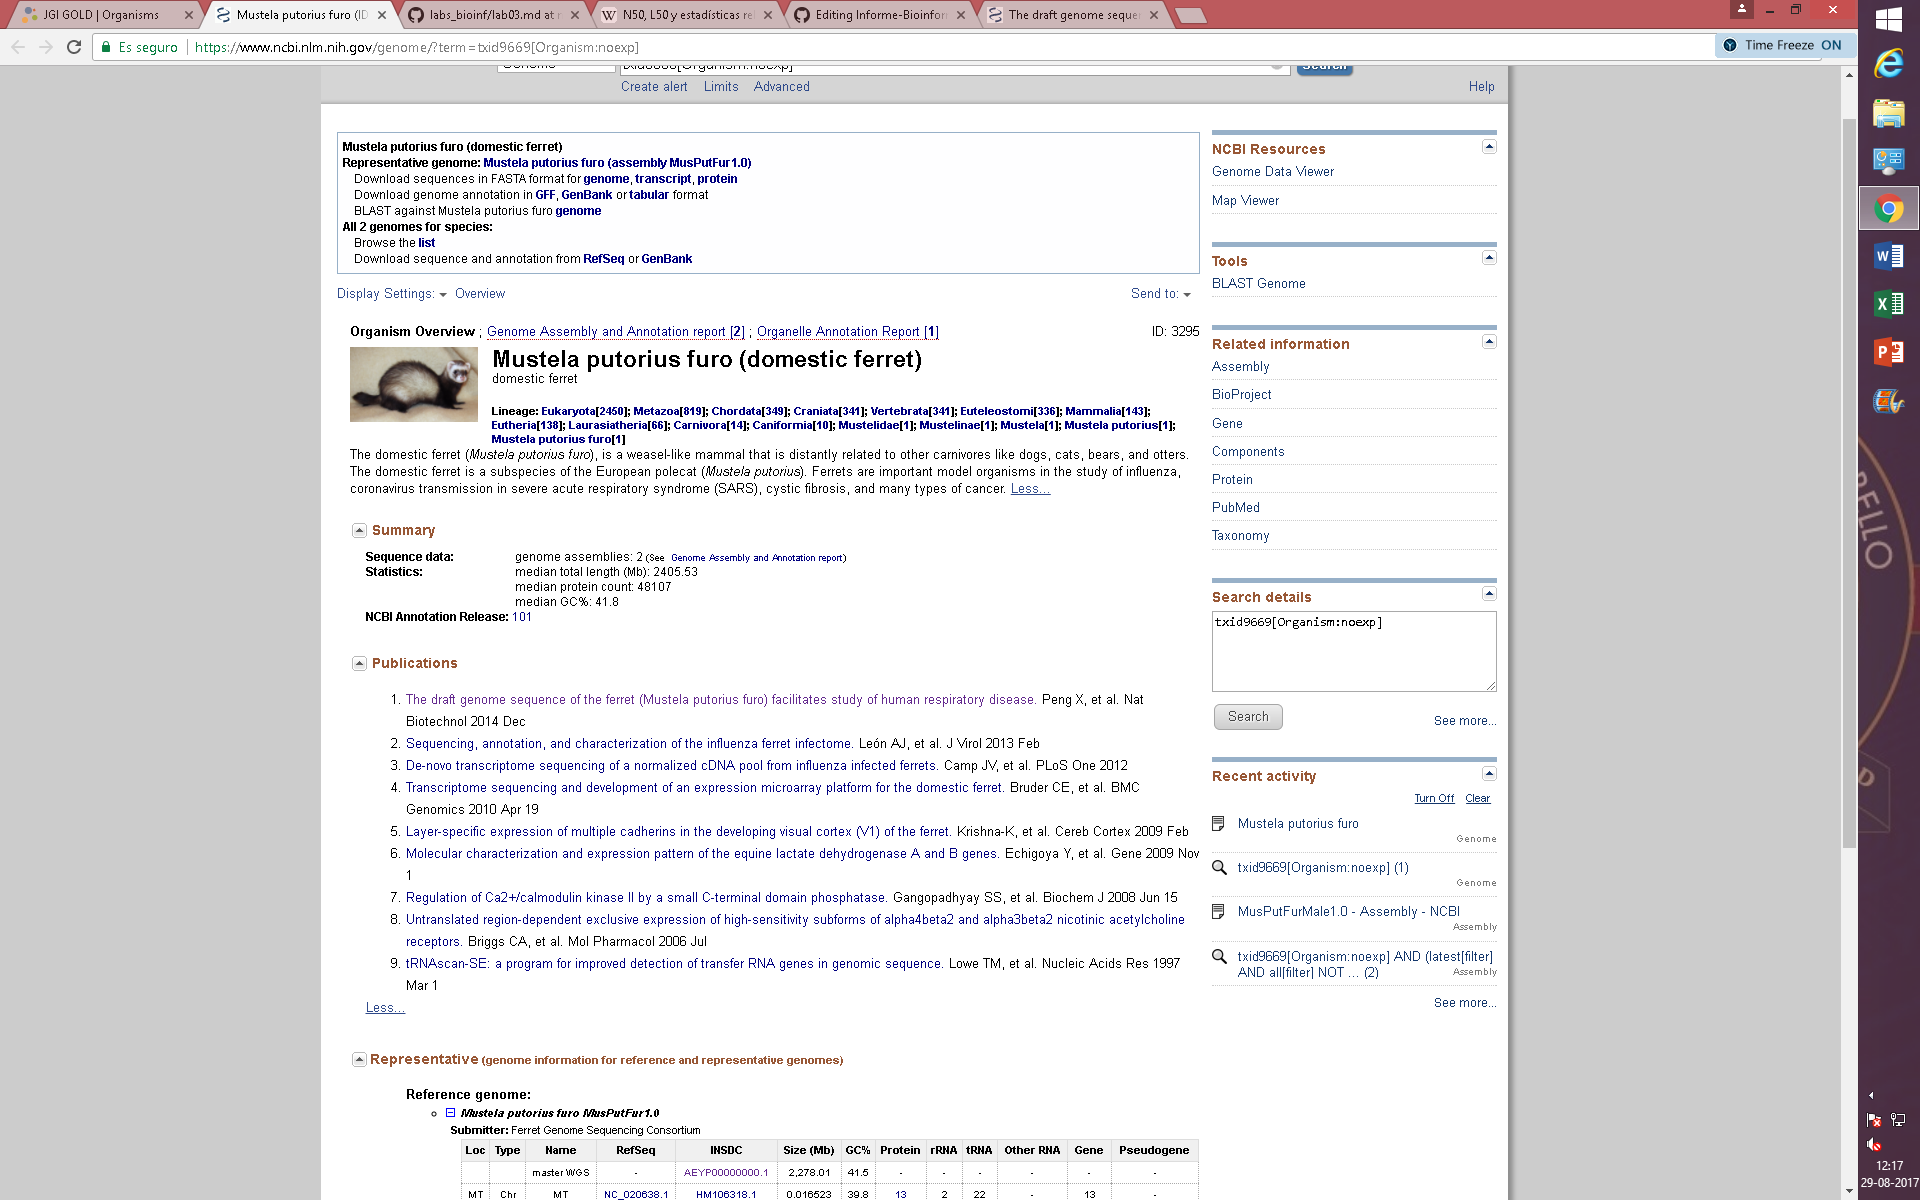 JGI GOLD | Organisms
Mustela putorius furo (ID
labs_bioinf/lab03.md at
N50, L50 y estadísticas re
Editing Informe-Bioinfor
The draft genome seque
Es seguro
https://www.ncbi.nlm.nih.gov/genome/?term=txid9669[Organism:noexp]
Time Freeze ON
Genome
txid9669[Organism:noexp]
Search
Create alert Limits Advanced
Help
Mustela putorius furo (domestic ferret)
Representative genome: Mustela putorius furo (assembly MusPutFur1.0)
Download sequences in FASTA format for genome, transcript, protein
Download genome annotation in GFF, GenBank or tabular format
BLAST against Mustela putorius furo genome
All 2 genomes for species:
Browse the list
Download sequence and annotation from RefSeq or GenBank
Display Settings: Overview
Send to:
Organism Overview ; Genome Assembly and Annotation report [2] ; Organelle Annotation Report [1]
ID: 3295
Mustela putorius furo (domestic ferret)
domestic ferret
Lineage: Eukaryota[2450]; Metazoa[819]; Chordata[349]; Craniata[341]; Vertebrata[341]; Euteleostomi[336]; Mammalia[143];
Eutheria[138]; Laurasiatheria[66]; Carnivora[14]; Caniformia[10]; Mustelidae[1]; Mustelinae[1]; Mustela[1]; Mustela putorius[1];
Mustela putorius furo[1]
The domestic ferret (Mustela putorius furo), is a weasel-like mammal that is distantly related to other carnivores like dogs, cats, bears, and otters.
The domestic ferret is a subspecies of the European polecat (Mustela putorius). Ferrets are important model organisms in the study of influenza,
coronavirus transmission in severe acute respiratory syndrome (SARS), cystic fibrosis, and many types of cancer. Less...
Summary
Sequence data: genome assemblies: 2 (See Genome Assembly and Annotation report)
Statistics: median total length (Mb): 2405.53
median protein count: 48107
median GC%: 41.8
NCBI Annotation Release: 101
Publications
1. The draft genome sequence of the ferret (Mustela putorius furo) facilitates study of human respiratory disease. Peng X, et al. Nat
Biotechnol 2014 Dec
2. Sequencing, annotation, and characterization of the influenza ferret infectome. León AJ, et al. J Virol 2013 Feb
3. De-novo transcriptome sequencing of a normalized cDNA pool from influenza infected ferrets. Camp JV, et al. PLoS One 2012
4. Transcriptome sequencing and development of an expression microarray platform for the domestic ferret. Bruder CE, et al. BMC
Genomics 2010 Apr 19
5. Layer-specific expression of multiple cadherins in the developing visual cortex (V1) of the ferret. Krishna-K, et al. Cereb Cortex 2009 Feb
6. Molecular characterization and expression pattern of the equine lactate dehydrogenase A and B genes. Echigoya Y, et al. Gene 2009 Nov
1
7. Regulation of Ca2+/calmodulin kinase II by a small C-terminal domain phosphatase. Gangopadhyay SS, et al. Biochem J 2008 Jun 15
8. Untranslated region-dependent exclusive expression of high-sensitivity subforms of alpha4beta2 and alpha3beta2 nicotinic acetylcholine
receptors. Briggs CA, et al. Mol Pharmacol 2006 Jul
9. tRNAscan-SE: a program for improved detection of transfer RNA genes in genomic sequence. Lowe TM, et al. Nucleic Acids Res 1997
Mar 1
Less...
Representative (genome information for reference and representative genomes)
Reference genome:
Mustela putorius furo MusPutFur1.0
Submitter: Ferret Genome Sequencing Consortium
Loc Type Name RefSeq INSDC Size (Mb) GC% Protein rRNA tRNA Other RNA Gene Pseudogene
master WGS - AEYP00000000.1 2,278.01 41.5 - - - - - -
MT Chr MT NC_020638.1 HM106318.1 0.016523 39.8 13 2 22 - 13 -
NCBI Resources
Genome Data Viewer
Map Viewer
Tools
BLAST Genome
Related information
Assembly
BioProject
Gene
Components
Protein
PubMed
Taxonomy
Search details
txid9669[Organism:noexp]
Search
See more...
Recent activity
Turn Off Clear
Mustela putorius furo
Genome
txid9669[Organism:noexp] (1)
Genome
MusPutFurMale1.0 - Assembly - NCBI
Assembly
txid9669[Organism:noexp] AND (latest[filter]
AND all[filter] NOT ... (2)
Assembly
See more...
BELLO
D
12:17
29-08-2017